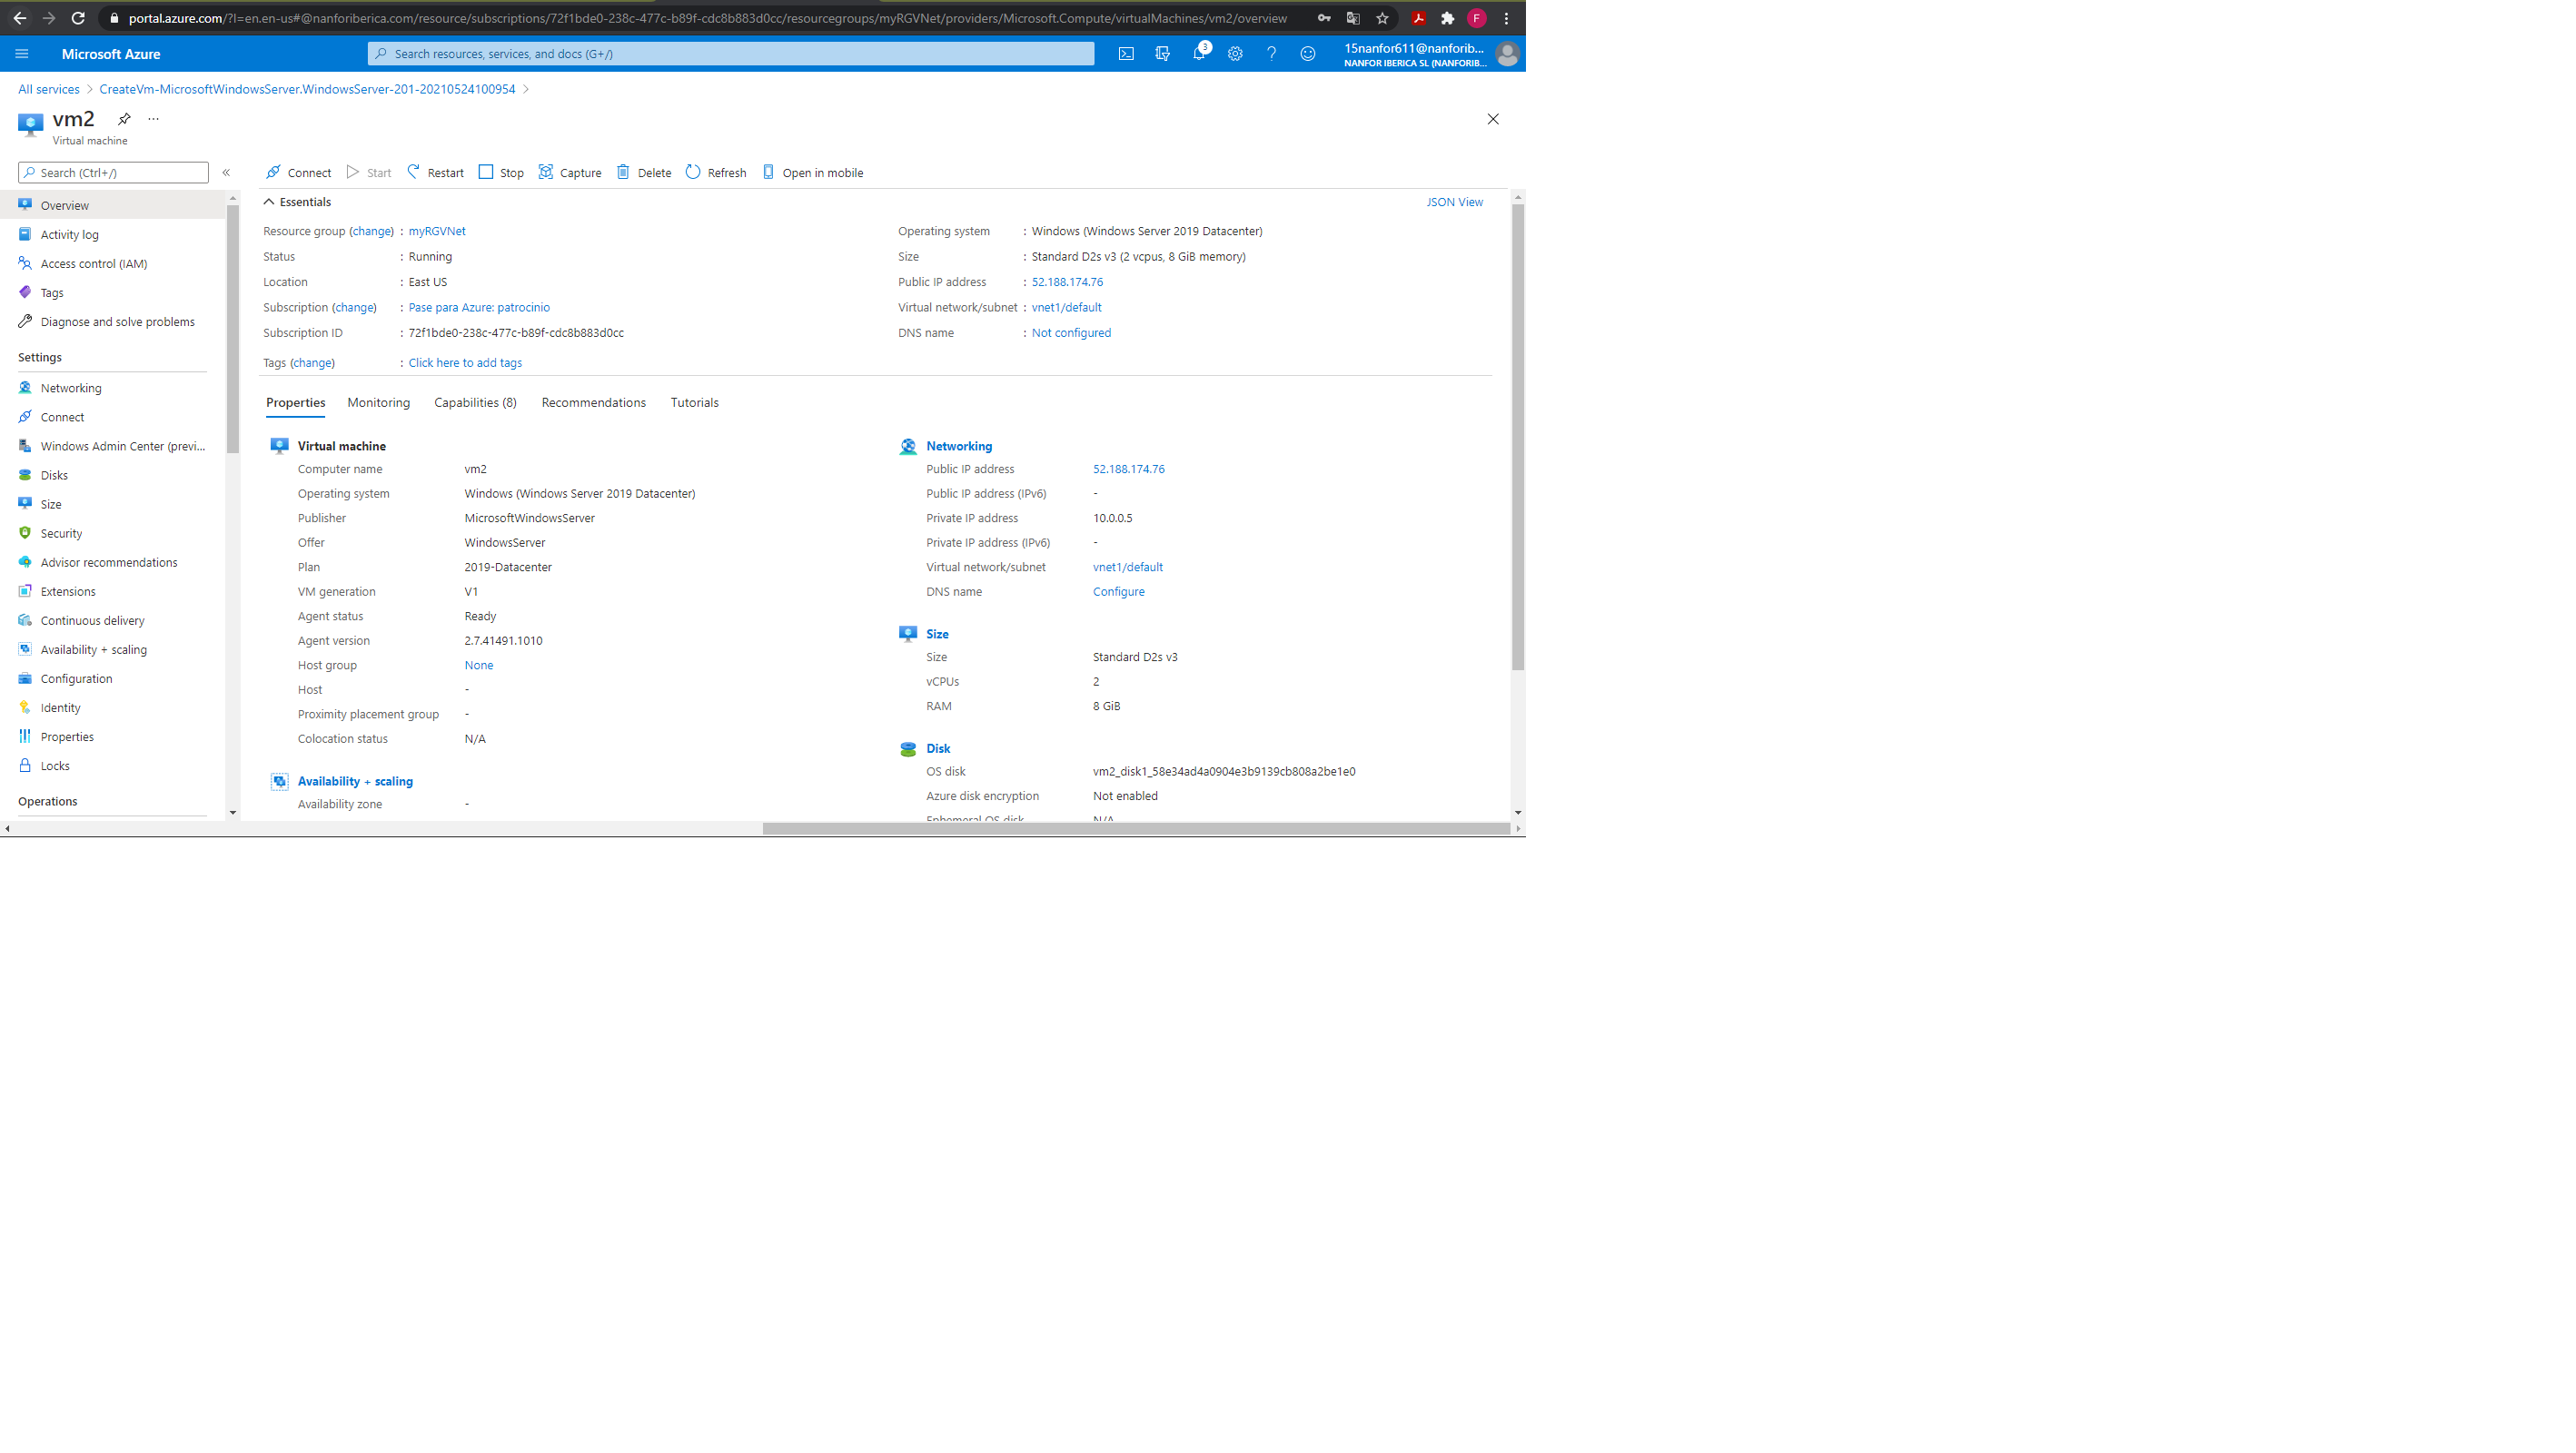 portal.azure.com/?l=en.en-us#@nanforiberica.com/resource/subscriptions/72f1bde0-238c-477c-b89f-cdc8b883d0cc/resourcegroups/myRGVNet/providers/Microsoft.Compute/virtualMachines/vm2/overview
F
Microsoft Azure
Search resources, services, and docs (G+/)
3
15nanfor611@nanforib...
NANFOR IBERICA SL (NANFORIB...
All services > CreateVm-MicrosoftWindowsServer.WindowsServer-201-20210524100954 >
vm2 ...
Virtual machine
Search (Ctrl+/) «
Connect Start Restart Stop Capture Delete Refresh Open in mobile
Overview
Activity log
Access control (IAM)
Tags
Diagnose and solve problems
Settings
Networking
Connect
Windows Admin Center (previ...
Disks
Size
Security
Advisor recommendations
Extensions
Continuous delivery
Availability + scaling
Configuration
Identity
Properties
Locks
Operations
Essentials JSON View
Resource group (change) : myRGVNet
Status : Running
Location : East US
Subscription (change) : Pase para Azure: patrocinio
Subscription ID : 72f1bde0-238c-477c-b89f-cdc8b883d0cc
Tags (change) : Click here to add tags
Operating system : Windows (Windows Server 2019 Datacenter)
Size : Standard D2s v3 (2 vcpus, 8 GiB memory)
Public IP address : 52.188.174.76
Virtual network/subnet : vnet1/default
DNS name : Not configured
Properties Monitoring Capabilities (8) Recommendations Tutorials
Virtual machine
Computer name vm2
Operating system Windows (Windows Server 2019 Datacenter)
Publisher MicrosoftWindowsServer
Offer WindowsServer
Plan 2019-Datacenter
VM generation V1
Agent status Ready
Agent version 2.7.41491.1010
Host group None
Host -
Proximity placement group -
Colocation status N/A
Availability + scaling
Availability zone -
Networking
Public IP address 52.188.174.76
Public IP address (IPv6) -
Private IP address 10.0.0.5
Private IP address (IPv6) -
Virtual network/subnet vnet1/default
DNS name Configure
Size
Size Standard D2s v3
vCPUs 2
RAM 8 GiB
Disk
OS disk vm2_disk1_58e34ad4a0904e3b9139cb808a2be1e0
Azure disk encryption Not enabled
Ephemeral OS disk N/A